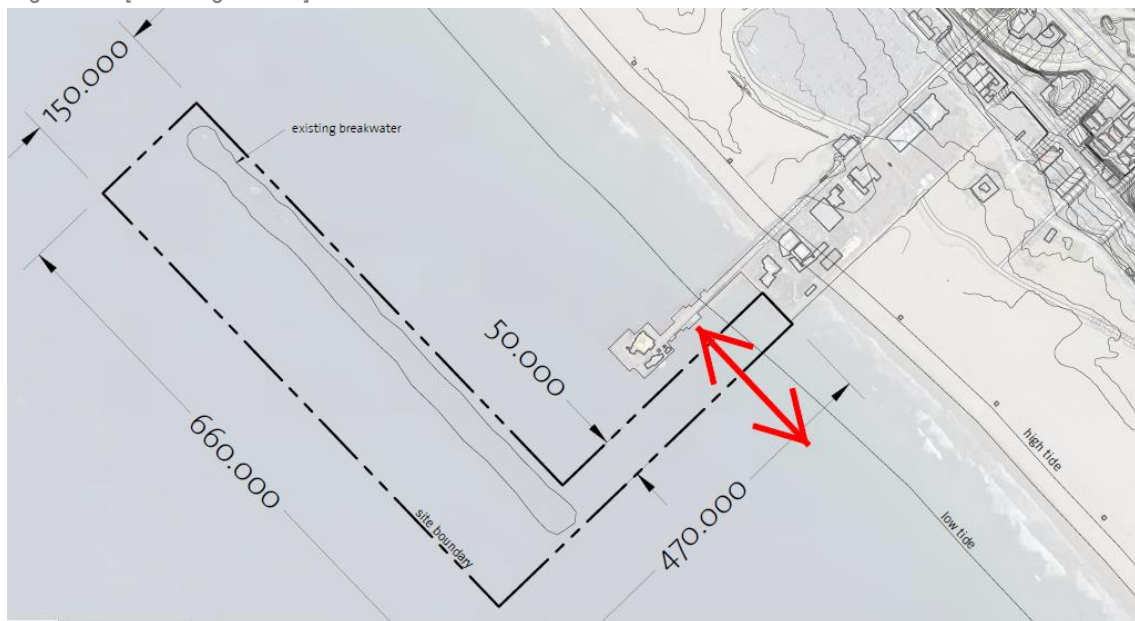 150.000
existing breakwater
50.000
660.000
site boundary
470.000
high tide
low tide